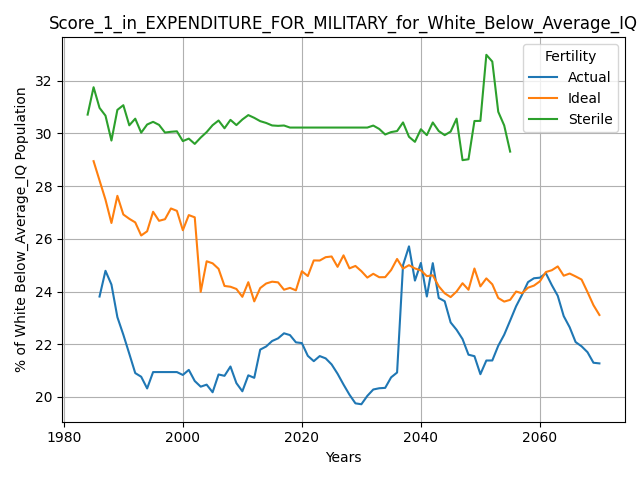 Score_1_in_EXPENDITURE_FOR_MILITARY_for_White_Below_Average_IQ
% of White Below_Average_IQ Population
32
30
28
26
24
22
20
Fertility
Actual
Ideal
Sterile
1980 2000 2020 2040 2060
Years